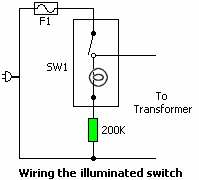 F1
SW1
To
Transformer
200K
Wiring the illuminated switch